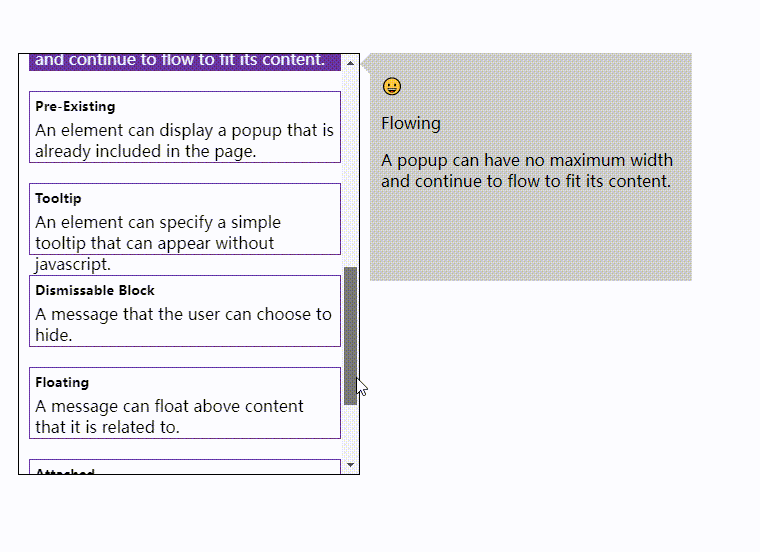 and continue to flow to fit its content.
Pre-Existing
An element can display a popup that is
already included in the page.
Tooltip
An element can specify a simple
tooltip that can appear without
javascript.
Dismissable Block
A message that the user can choose to
hide.
Floating
A message can float above content
that it is related to.
Attached
Flowing
A popup can have no maximum width
and continue to flow to fit its content.